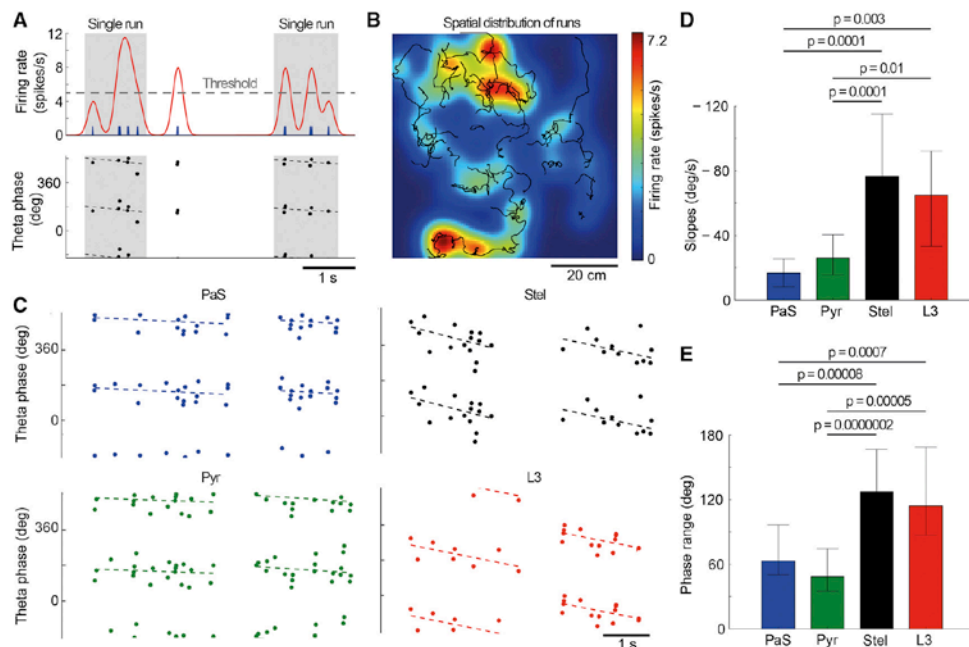 A
Single run
Single run
Firing rate
(spikes/s)
12
8
4
0
Threshold
Theta phase
(deg)
360
0
1 s
B
Spatial distribution of runs
7.2
Firing rate (spikes/s)
0
20 cm
C
PaS
Stel
Theta phase (deg)
360
0
Pyr
L3
Theta phase (deg)
360
0
1 s
D
p = 0.003
p = 0.0001
p = 0.01
p = 0.0001
Slopes (deg/s)
− 120
− 80
− 40
0
PaS
Pyr
Stel
L3
E
p = 0.0007
p = 0.00008
p = 0.00005
p = 0.0000002
Phase range (deg)
180
120
60
0
PaS
Pyr
Stel
L3